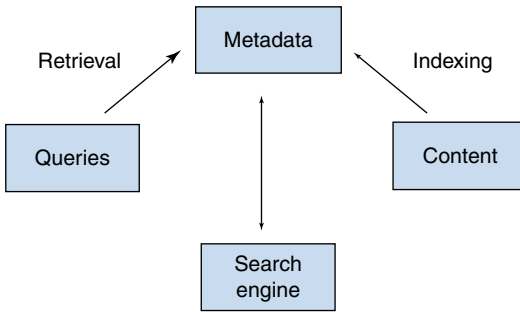 Metadata
Retrieval
Indexing
Queries
Content
Search
engine